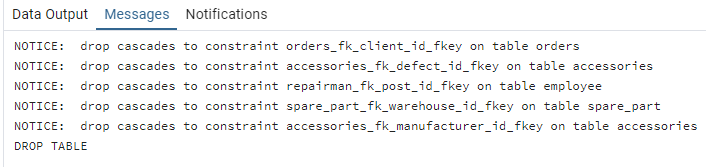 Data Output Messages Notifications
NOTICE:  drop cascades to constraint orders_fk_client_id_fkey on table orders
NOTICE:  drop cascades to constraint accessories_fk_defect_id_fkey on table accessories
NOTICE:  drop cascades to constraint repairman_fk_post_id_fkey on table employee
NOTICE:  drop cascades to constraint spare_part_fk_warehouse_id_fkey on table spare_part
NOTICE:  drop cascades to constraint accessories_fk_manufacturer_id_fkey on table accessories
DROP TABLE